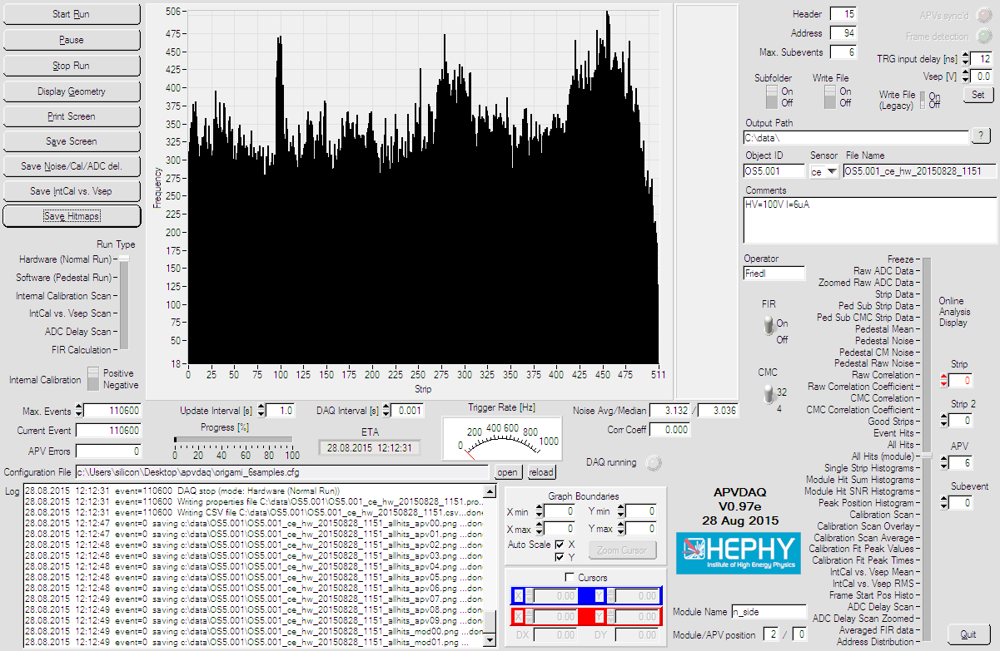 Start Run
Pause
Stop Run
Display Geometry
Print Screen
Save Screen
Save Noise/Cal/ADC del.
Save IntCal vs. Vsep
Save Hitmaps
Run Type
Hardware (Normal Run)
Software (Pedestal Run)
Internal Calibration Scan
IntCal vs. Vsep Scan
ADC Delay Scan
FIR Calculation
Internal Calibration Positive
Negative
506
475
450
425
400
375
350
325
300
275
250
225
200
175
150
125
100
75
50
18
Frequency
0 25 50 75 100 125 150 175 200 225 250 275 300 325 350 375 400 425 450 475 511
Strip
Header 15
Address 94
Max. Subevents 6
APVs sync'd
Frame detection
TRG input delay [ns] 12
Vsep [V] 0.0
Subfolder On Off
Write File On Off
Write File (Legacy) On Off
Set
Output Path
C:\data\
?
Object ID Sensor File Name
OS5.001 ce OS5.001_ce_hw_20150828_1151
Comments
HV=100V I=6uA
Operator
Friedl
FIR
On
Off
CMC
32
4
Freeze
Raw ADC Data
Zoomed Raw ADC Data
Strip Data
Ped Sub Strip Data
Ped Sub CMC Strip Data
Pedestal Mean
Pedestal Noise
Pedestal CM Noise
Pedestal Raw Noise
Raw Correlation
Raw Correlation Coefficient
CMC Correlation
CMC Correlation Coefficient
Good Strips
Event Hits
All Hits
All Hits (module)
Single Strip Histograms
Module Hit Sum Histograms
Module Hit SNR Histograms
Peak Position Histogram
Calibration Scan
Calibration Scan Overlay
Calibration Scan Average
Calibration Fit Peak Values
Calibration Fit Peak Times
IntCal vs. Vsep Mean
IntCal vs. Vsep RMS
Frame Start Pos Histo
ADC Delay Scan
ADC Delay Scan Zoomed
Averaged FIR data
Address Distribution
Online
Analysis
Display
Strip
0
Strip 2
0
APV
6
Subevent
0
Quit
Max. Events 110600
Current Event 110600
APV Errors 0
Update Interval [s] 1.0
DAQ Interval [s] 0.001
Progress [%]
0 20 40 60 80 100
ETA
28.08.2015 12:12:31
Trigger Rate [Hz]
0 200 400 600 800 1000
Noise Avg/Median 3.132 / 3.036
Corr Coeff 0.000
DAQ running
Configuration File c:\Users\silicon\Desktop\apvdaq\origami_6samples.cfg open reload
Log
28.08.2015 12:12:31 event=110600 DAQ stop (mode: Hardware (Normal Run))
28.08.2015 12:12:31 event=110600 Writing properties file C:\data\OS5.001\OS5.001_ce_hw_20150828_1151.pro...
28.08.2015 12:12:31 event=110600 Writing CSV file C:\data\OS5.001\OS5.001_ce_hw_20150828_1151.csv...done
28.08.2015 12:12:47 event=0 saving c:\data\OS5.001\OS5.001_ce_hw_20150828_1151_allhits_apv00.png ...done
28.08.2015 12:12:47 event=0 saving c:\data\OS5.001\OS5.001_ce_hw_20150828_1151_allhits_apv01.png ...done
28.08.2015 12:12:47 event=0 saving c:\data\OS5.001\OS5.001_ce_hw_20150828_1151_allhits_apv02.png ...done
28.08.2015 12:12:48 event=0 saving c:\data\OS5.001\OS5.001_ce_hw_20150828_1151_allhits_apv03.png ...done
28.08.2015 12:12:48 event=0 saving c:\data\OS5.001\OS5.001_ce_hw_20150828_1151_allhits_apv04.png ...done
28.08.2015 12:12:48 event=0 saving c:\data\OS5.001\OS5.001_ce_hw_20150828_1151_allhits_apv05.png ...done
28.08.2015 12:12:48 event=0 saving c:\data\OS5.001\OS5.001_ce_hw_20150828_1151_allhits_apv06.png ...done
28.08.2015 12:12:49 event=0 saving c:\data\OS5.001\OS5.001_ce_hw_20150828_1151_allhits_apv07.png ...done
28.08.2015 12:12:49 event=0 saving c:\data\OS5.001\OS5.001_ce_hw_20150828_1151_allhits_apv08.png ...done
28.08.2015 12:12:49 event=0 saving c:\data\OS5.001\OS5.001_ce_hw_20150828_1151_allhits_apv09.png ...done
28.08.2015 12:12:49 event=0 saving c:\data\OS5.001\OS5.001_ce_hw_20150828_1151_allhits_mod00.png ...done
28.08.2015 12:12:49 event=0 saving c:\data\OS5.001\OS5.001_ce_hw_20150828_1151_allhits_mod01.png ...done
Graph Boundaries
X min 0 Y min 0
X max 0 Y max 0
Auto Scale X
Y
Zoom Cursor
Cursors
X 0.00 Y 0.00
X 0.00 Y 0.00
DX 0.00 DY 0.00
APVDAQ
V0.97e
28 Aug 2015
HEPHY
Institute of High Energy Physics
Module Name n_side
Module/APV position 2 / 0